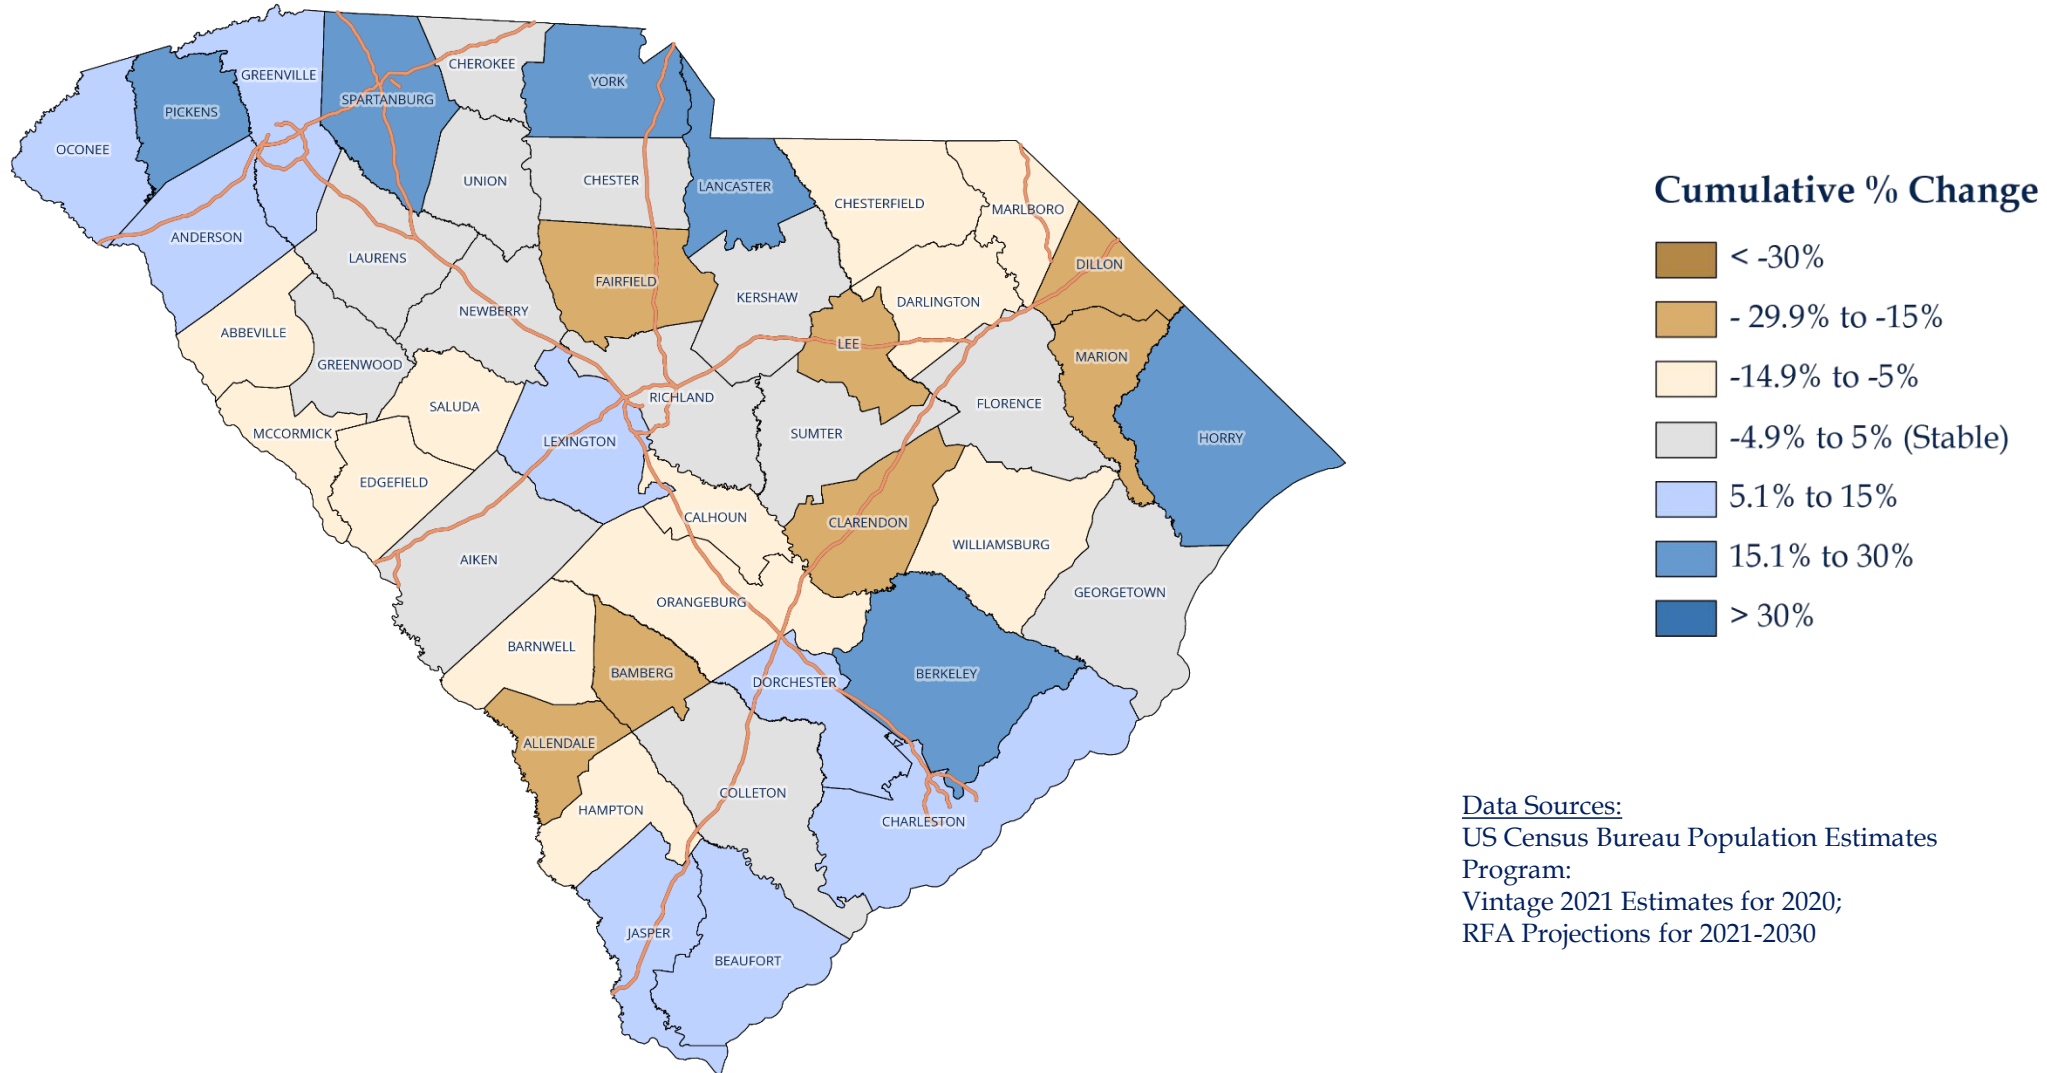 CHEROKEE
GREENVILLE
YORK
SPARTANBURG
PICKENS
OCONEE
UNION
CHESTER
LANCASTER
CHESTERFIELD
MARLBORO
ANDERSON
LAURENS
DILLON
FAIRFIELD
KERSHAW
DARLINGTON
NEWBERRY
ABBEVILLE
LEE
MARION
GREENWOOD
RICHLAND
SALUDA
FLORENCE
MCCORMICK
SUMTER
HORRY
LEXINGTON
EDGEFIELD
CALHOUN
CLARENDON
WILLIAMSBURG
AIKEN
GEORGETOWN
ORANGEBURG
BARNWELL
BAMBERG
BERKELEY
DORCHESTER
ALLENDALE
COLLETON
HAMPTON
CHARLESTON
JASPER
BEAUFORT
Cumulative % Change
< -30%
- 29.9% to -15%
-14.9% to -5%
-4.9% to 5% (Stable)
5.1% to 15%
15.1% to 30%
> 30%
Data Sources:
US Census Bureau Population Estimates
Program:
Vintage 2021 Estimates for 2020;
RFA Projections for 2021-2030